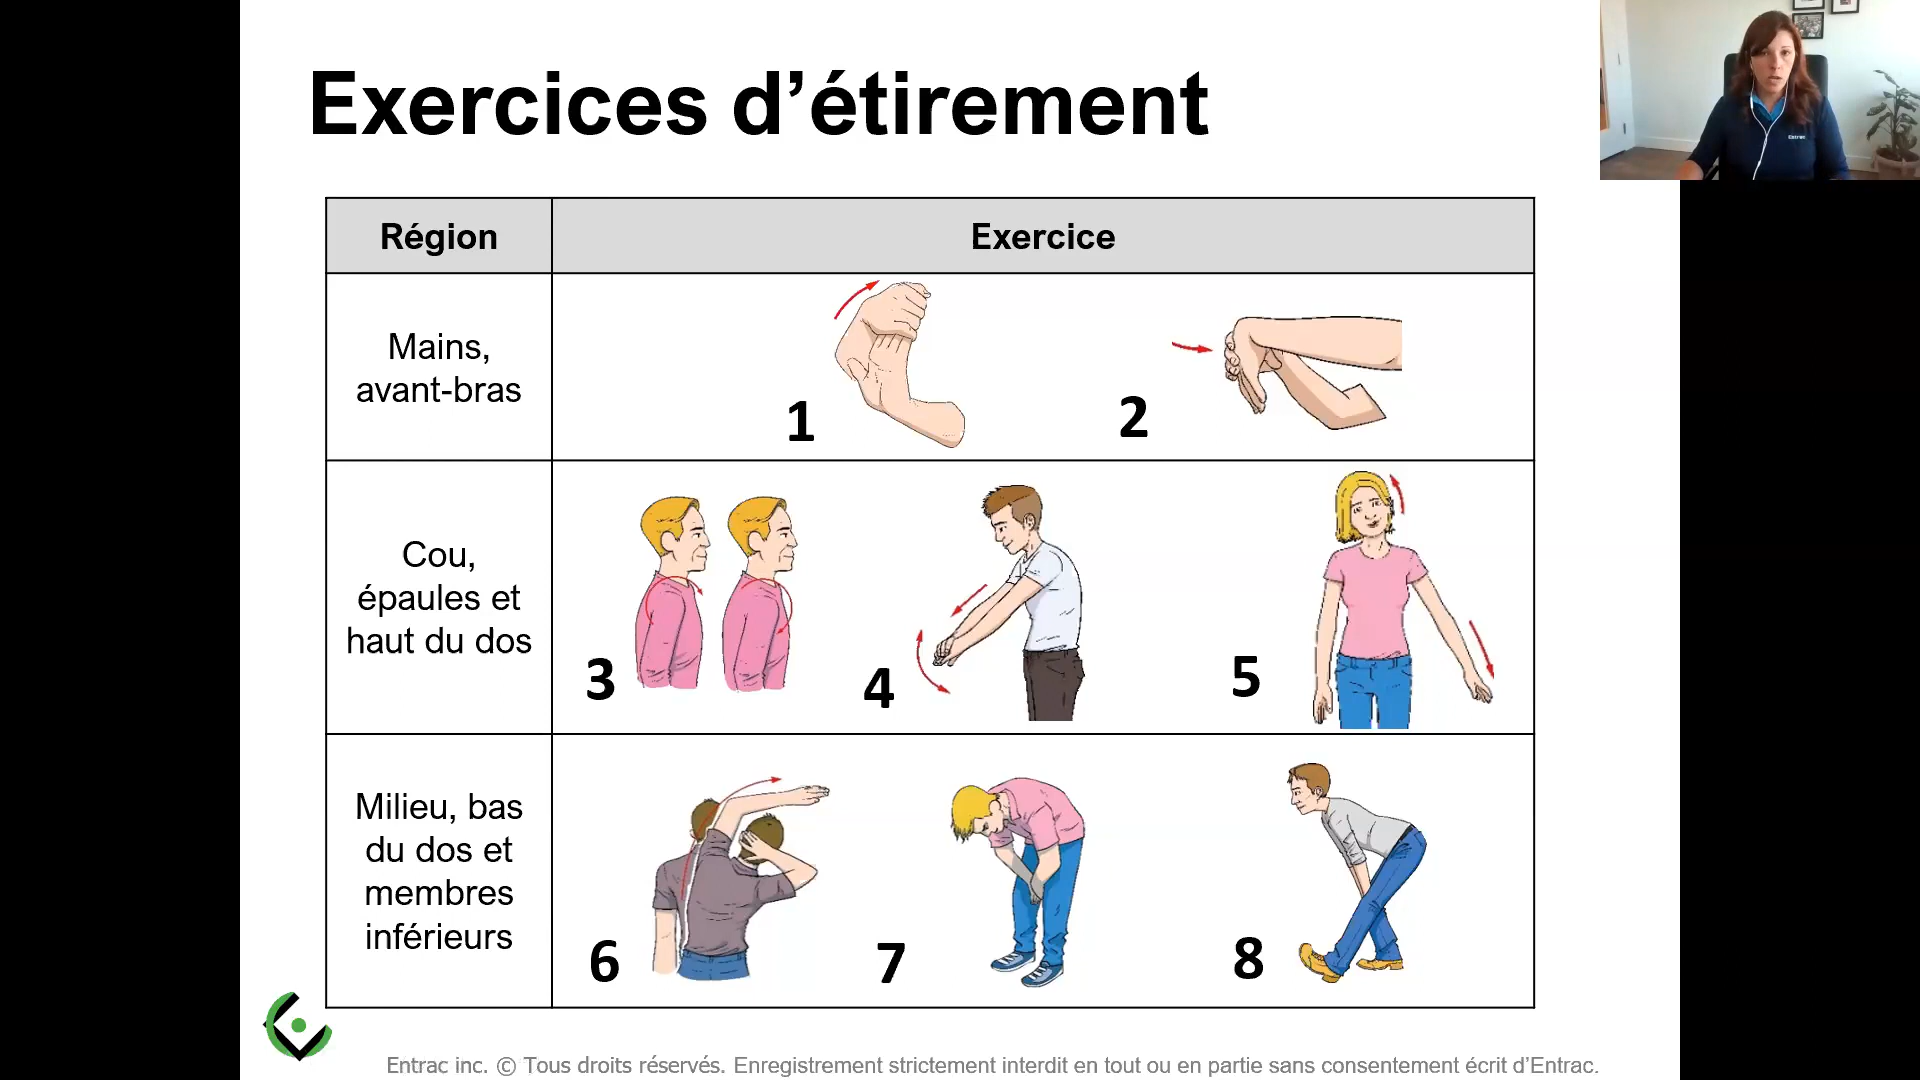 Exercices d’étirement
Région
Exercice
Mains,
avant-bras
1
2
Cou,
épaules et
haut du dos
3
4
5
Milieu, bas
du dos et
membres
inférieurs
6
7
8
Entrac inc. © Tous droits réservés. Enregistrement strictement interdit en tout ou en partie sans consentement écrit d’Entrac.